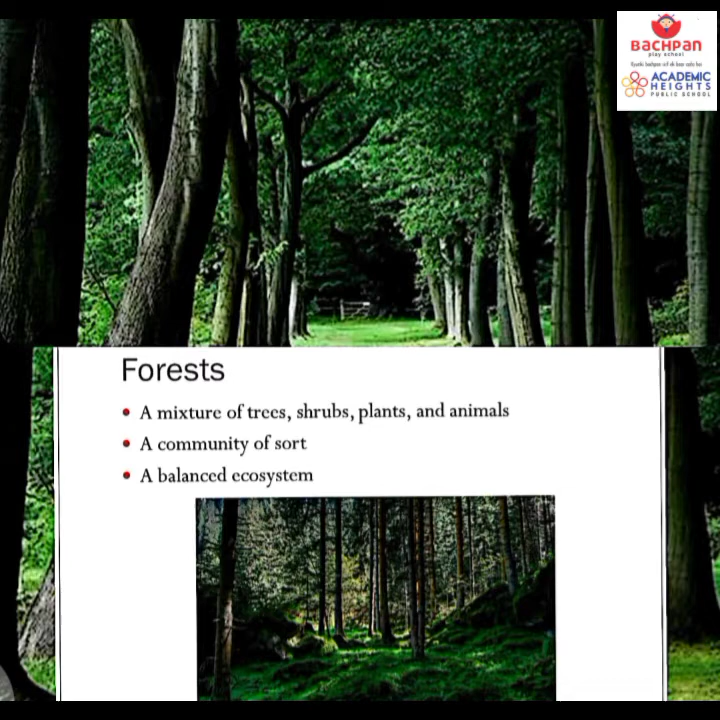 BACHPAN
play school
ACADEMIC
HEIGHTS
PUBLIC SCHOOL
Forests
• A mixture of trees, shrubs, plants, and animals
• A community of sort
• A balanced ecosystem